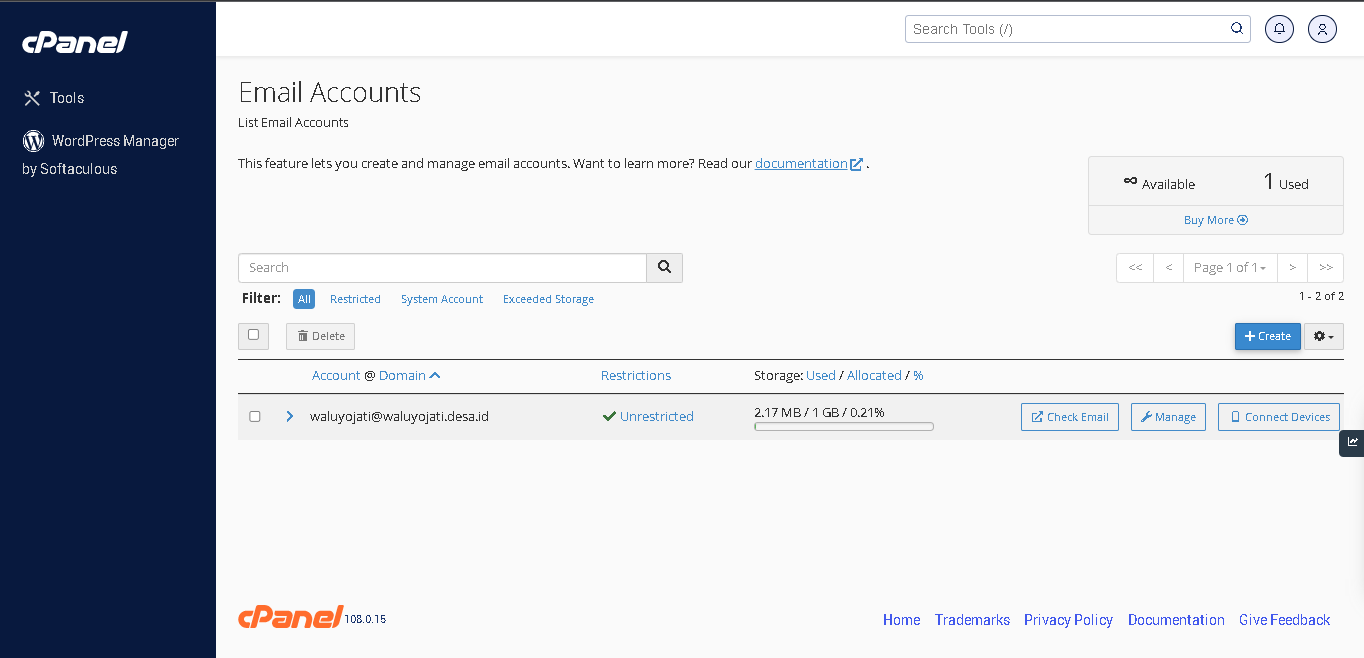 cPanel
Search Tools (/)
Tools
WordPress Manager
by Softaculous
Email Accounts
List Email Accounts
This feature lets you create and manage email accounts. Want to learn more? Read our documentation .
∞ Available 1 Used
Buy More
Search
<< < Page 1 of 1 > >>
1 - 2 of 2
Filter: All Restricted System Account Exceeded Storage
Delete
+ Create
Account @ Domain Restrictions Storage: Used / Allocated / %
waluyojati@waluyojati.desa.id Unrestricted 2.17 MB / 1 GB / 0.21% Check Email Manage Connect Devices
cPanel 108.0.15
Home Trademarks Privacy Policy Documentation Give Feedback